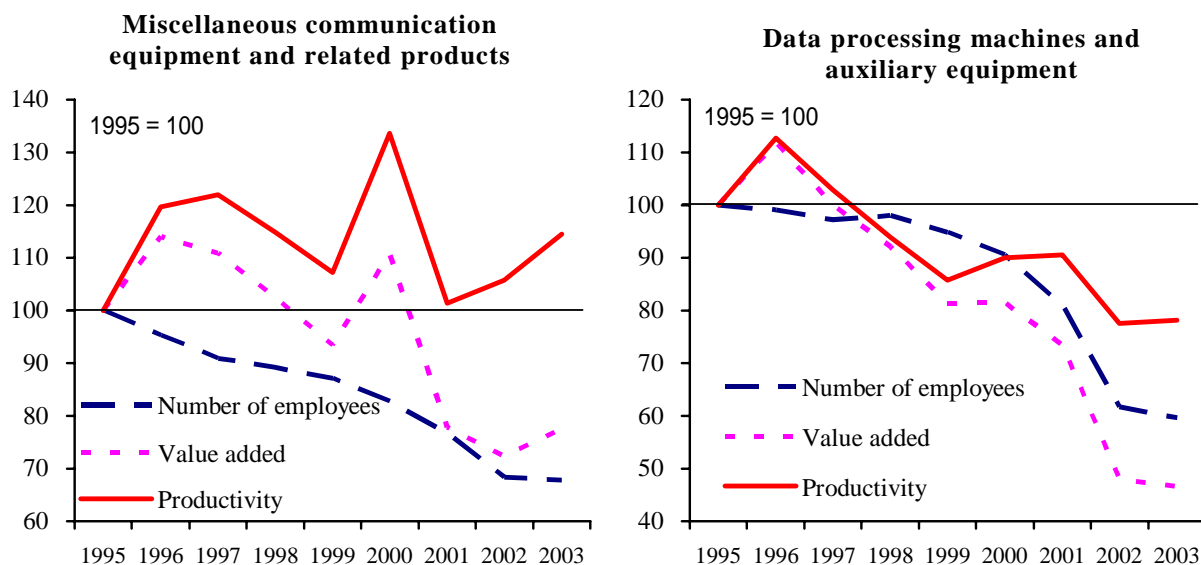 Miscellaneous communication
equipment and related products
140
130
120
110
100
90
80
70
60
1995 = 100
Number of employees
Value added
Productivity
1995 1996 1997 1998 1999 2000 2001 2002 2003
Data processing machines and
auxiliary equipment
120
110
100
90
80
70
60
50
40
1995 = 100
Number of employees
Value added
Productivity
1995 1996 1997 1998 1999 2000 2001 2002 2003